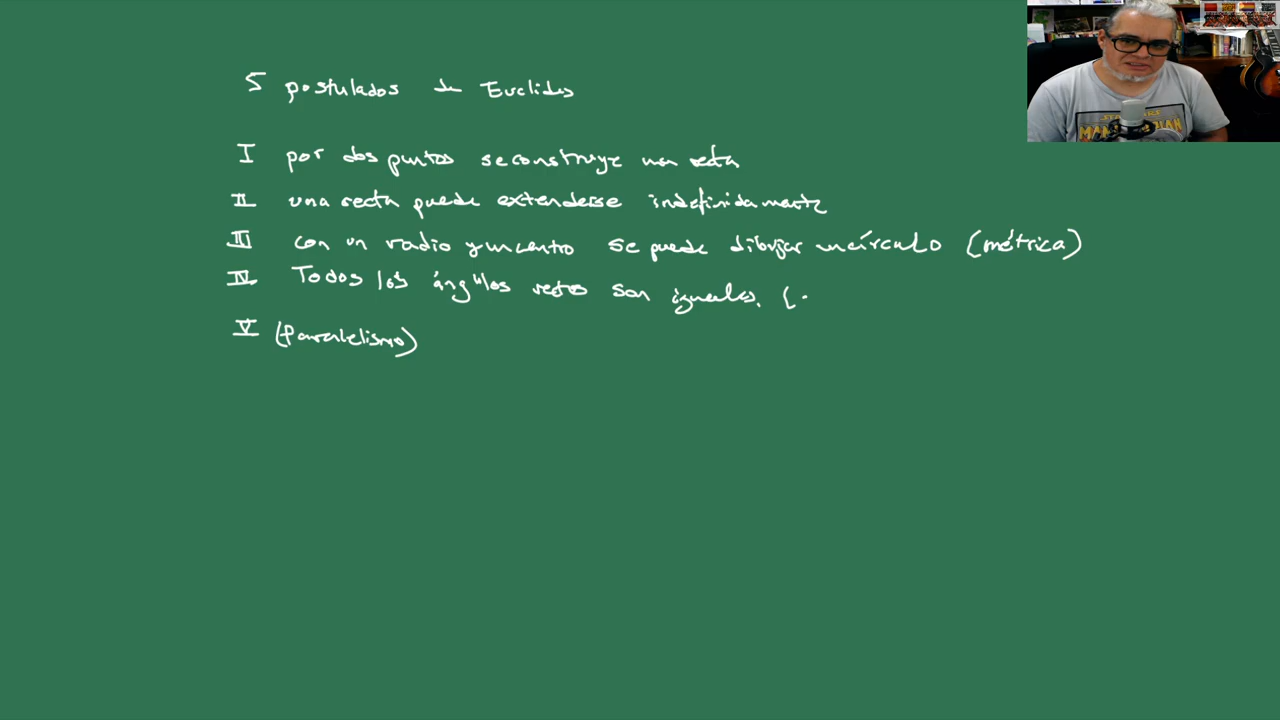 5 postulados de Euclides
I por dos puntos se construye una recta
II una recta puede extenderse indefinidamente
III con un radio y un centro se puede dibujar un círculo (métrica)
IV Todos los ángulos rectos son iguales. (
V (Paralelismo)